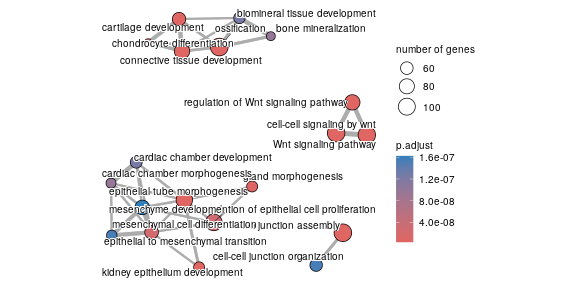 biomineral tissue development
cartilage development
ossification
bone mineralization
chondrocyte differentiation
connective tissue development
number of genes
60
80
100
regulation of Wnt signaling pathway
cell-cell signaling by wnt
Wnt signaling pathway
p.adjust
1.6e-07
1.2e-07
8.0e-08
4.0e-08
cardiac chamber development
cardiac chamber morphogenesis
gland morphogenesis
epithelial tube morphogenesis
mesenchyme development
of epithelial cell proliferation
mesenchymal cell differentiation
junction assembly
epithelial to mesenchymal transition
cell-cell junction organization
kidney epithelium development